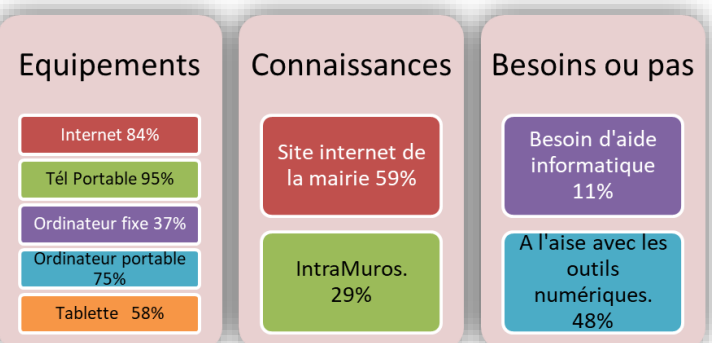 Equipements
Internet 84%
Tél Portable 95%
Ordinateur fixe 37%
Ordinateur portable
75%
Tablette 58%
Connaissances
Site internet de
la mairie 59%
IntraMuros.
29%
Besoins ou pas
Besoin d'aide
informatique
11%
A l'aise avec les
outils
numériques.
48%